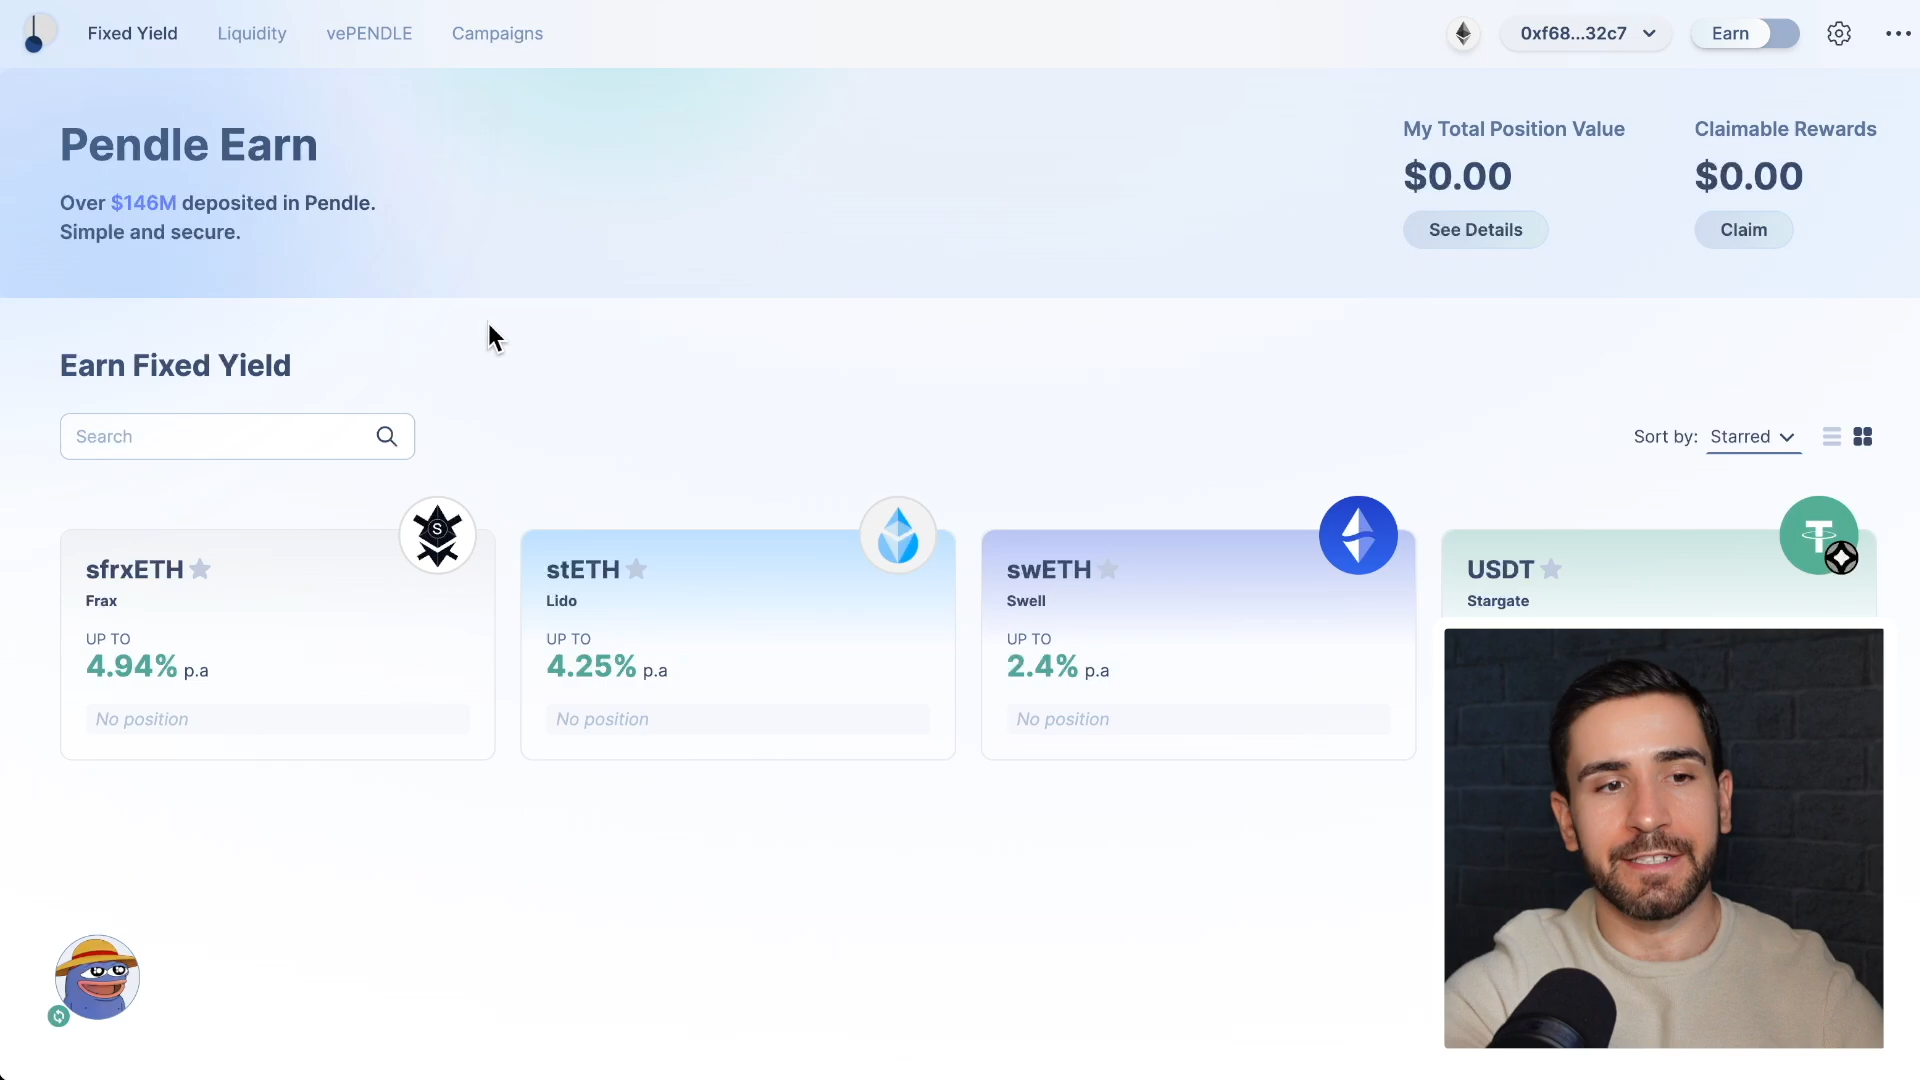 Fixed Yield
Liquidity
vePENDLE
Campaigns
0xf68...32c7
Earn
Pendle Earn
Over $146M deposited in Pendle.
Simple and secure.
My Total Position Value
$0.00
See Details
Claimable Rewards
$0.00
Claim
Earn Fixed Yield
Search
Sort by: Starred
sfrxETH
Frax
UP TO
4.94% p.a
No position
stETH
Lido
UP TO
4.25% p.a
No position
swETH
Swell
UP TO
2.4% p.a
No position
USDT
Stargate